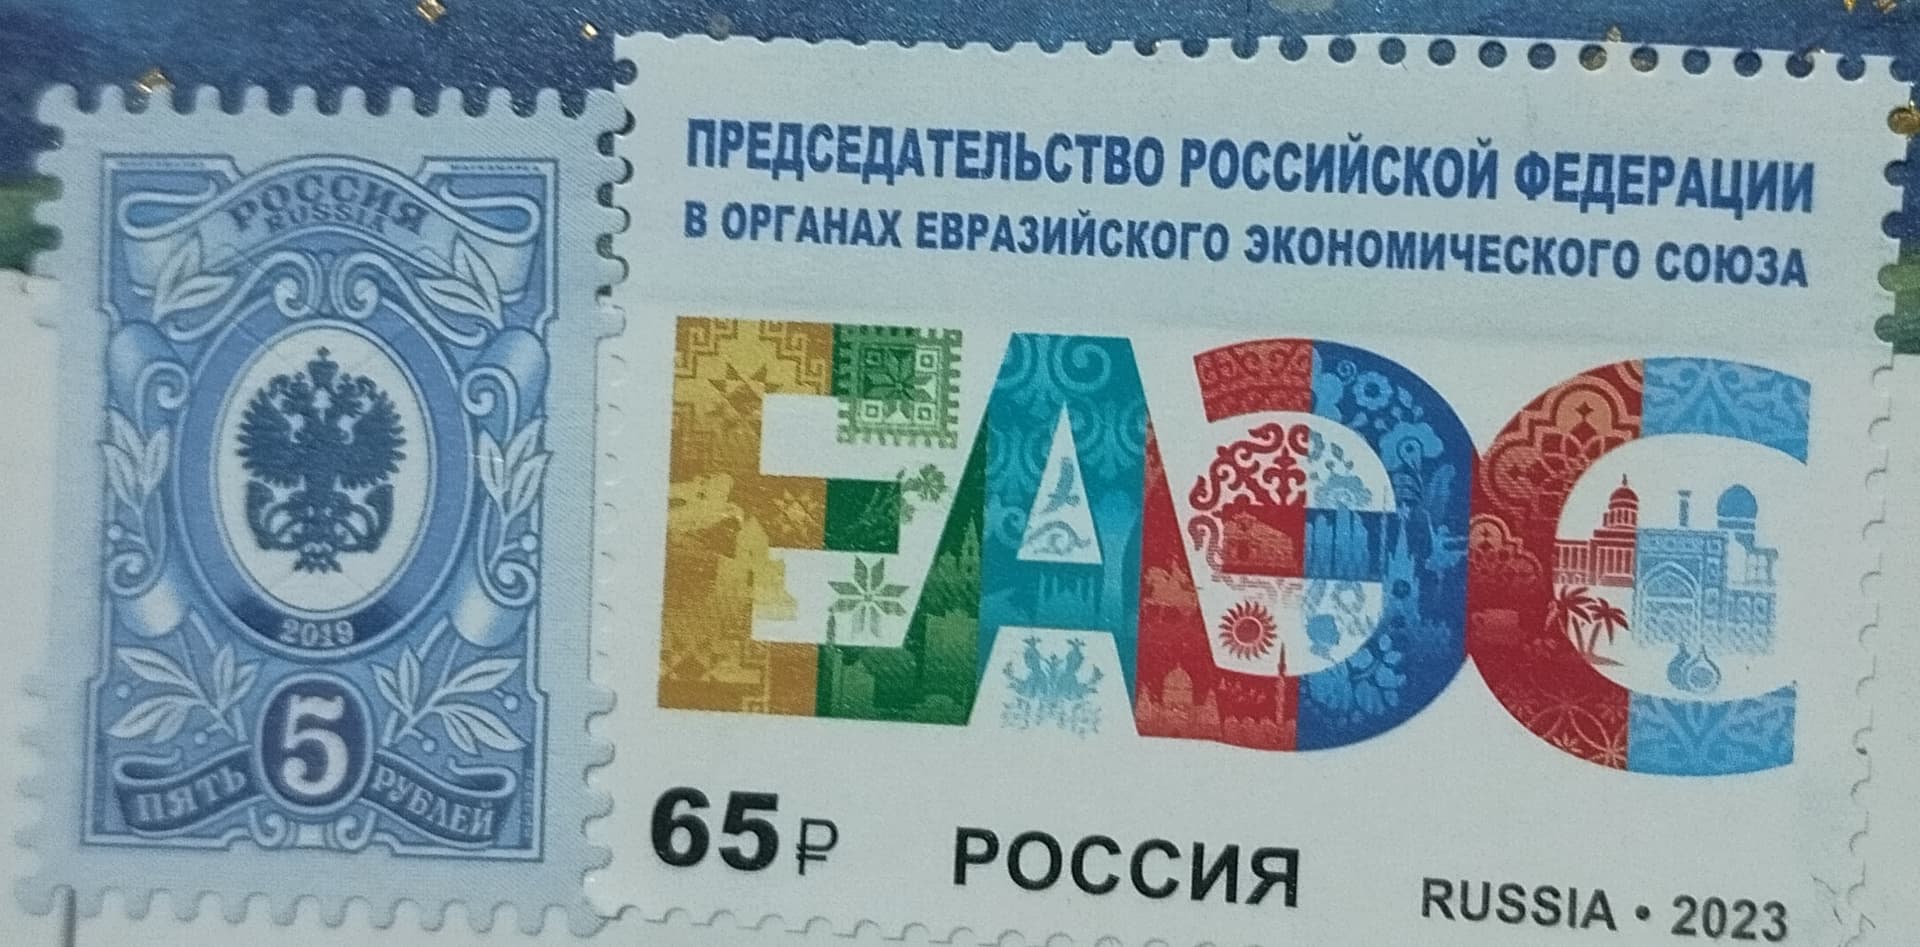 РОССИЯ
RUSSIA
2019
5
ПЯТЬ РУБЛЕЙ
ПРЕДСЕДАТЕЛЬСТВО РОССИЙСКОЙ ФЕДЕРАЦИИ
В ОРГАНАХ ЕВРАЗИЙСКОГО ЭКОНОМИЧЕСКОГО СОЮЗА
ЕАЭС
65₽ РОССИЯ RUSSIA • 2023